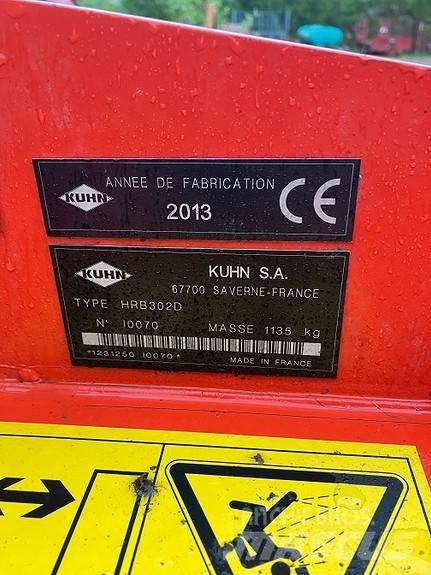 KUHN ANNEE DE FABRICATION
2013 CE
KUHN KUHN S.A.
67700 SAVERNE-FRANCE
TYPE HRB302D
N° I0070 MASSE 1135 kg
*1231250 I0070* MADE IN FRANCE